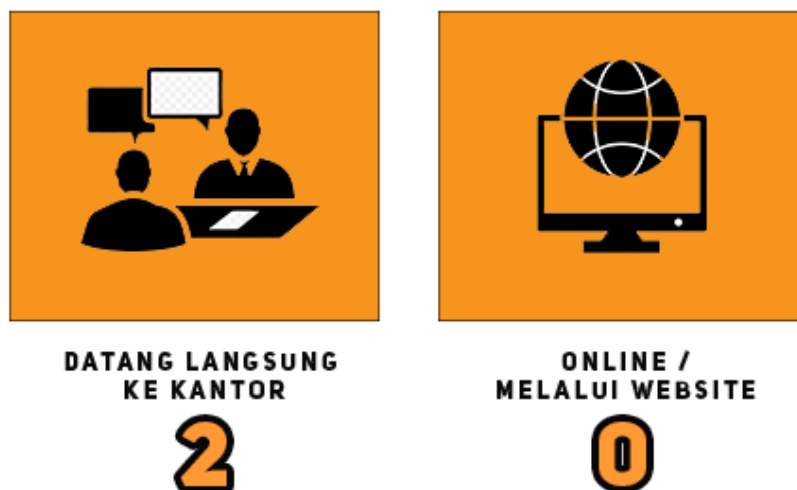 DATANG LANGSUNG
KE KANTOR
2
ONLINE /
MELALUI WEBSITE
0